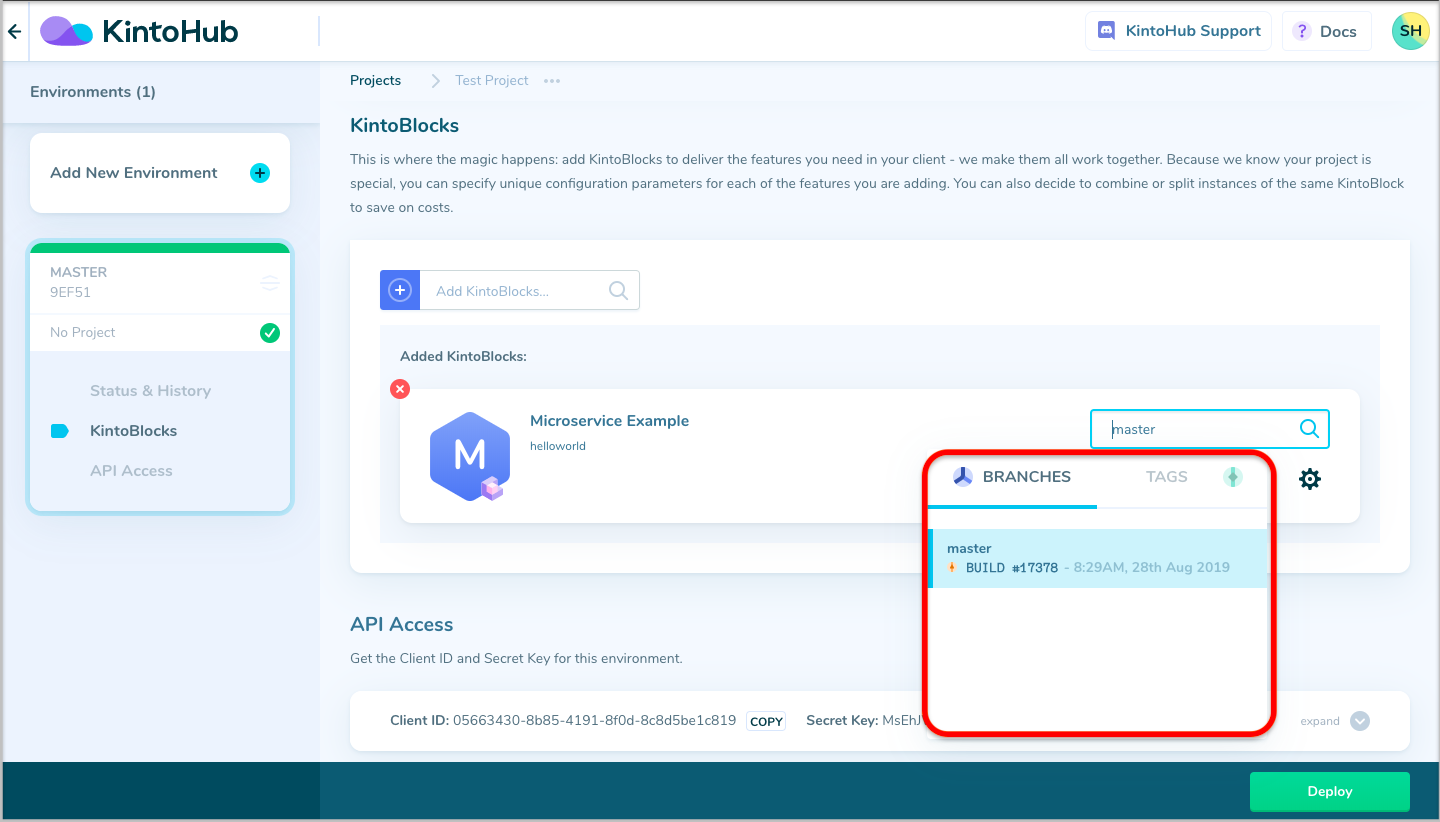 KintoHub
KintoHub Support
? Docs
SH
Environments (1)
Add New Environment
MASTER
9EF51
No Project
Status & History
KintoBlocks
API Access
Projects
Test Project
KintoBlocks
This is where the magic happens: add KintoBlocks to deliver the features you need in your client - we make them all work together. Because we know your project is
special, you can specify unique configuration parameters for each of the features you are adding. You can also decide to combine or split instances of the same KintoBlock
to save on costs.
Add KintoBlocks...
Added KintoBlocks:
M
Microservice Example
helloworld
master
BRANCHES
TAGS
master
BUILD #17378 - 8:29AM, 28th Aug 2019
API Access
Get the Client ID and Secret Key for this environment.
Client ID: 05663430-8b85-4191-8f0d-8c8d5be1c819 COPY Secret Key: MsEhJ
expand
Deploy